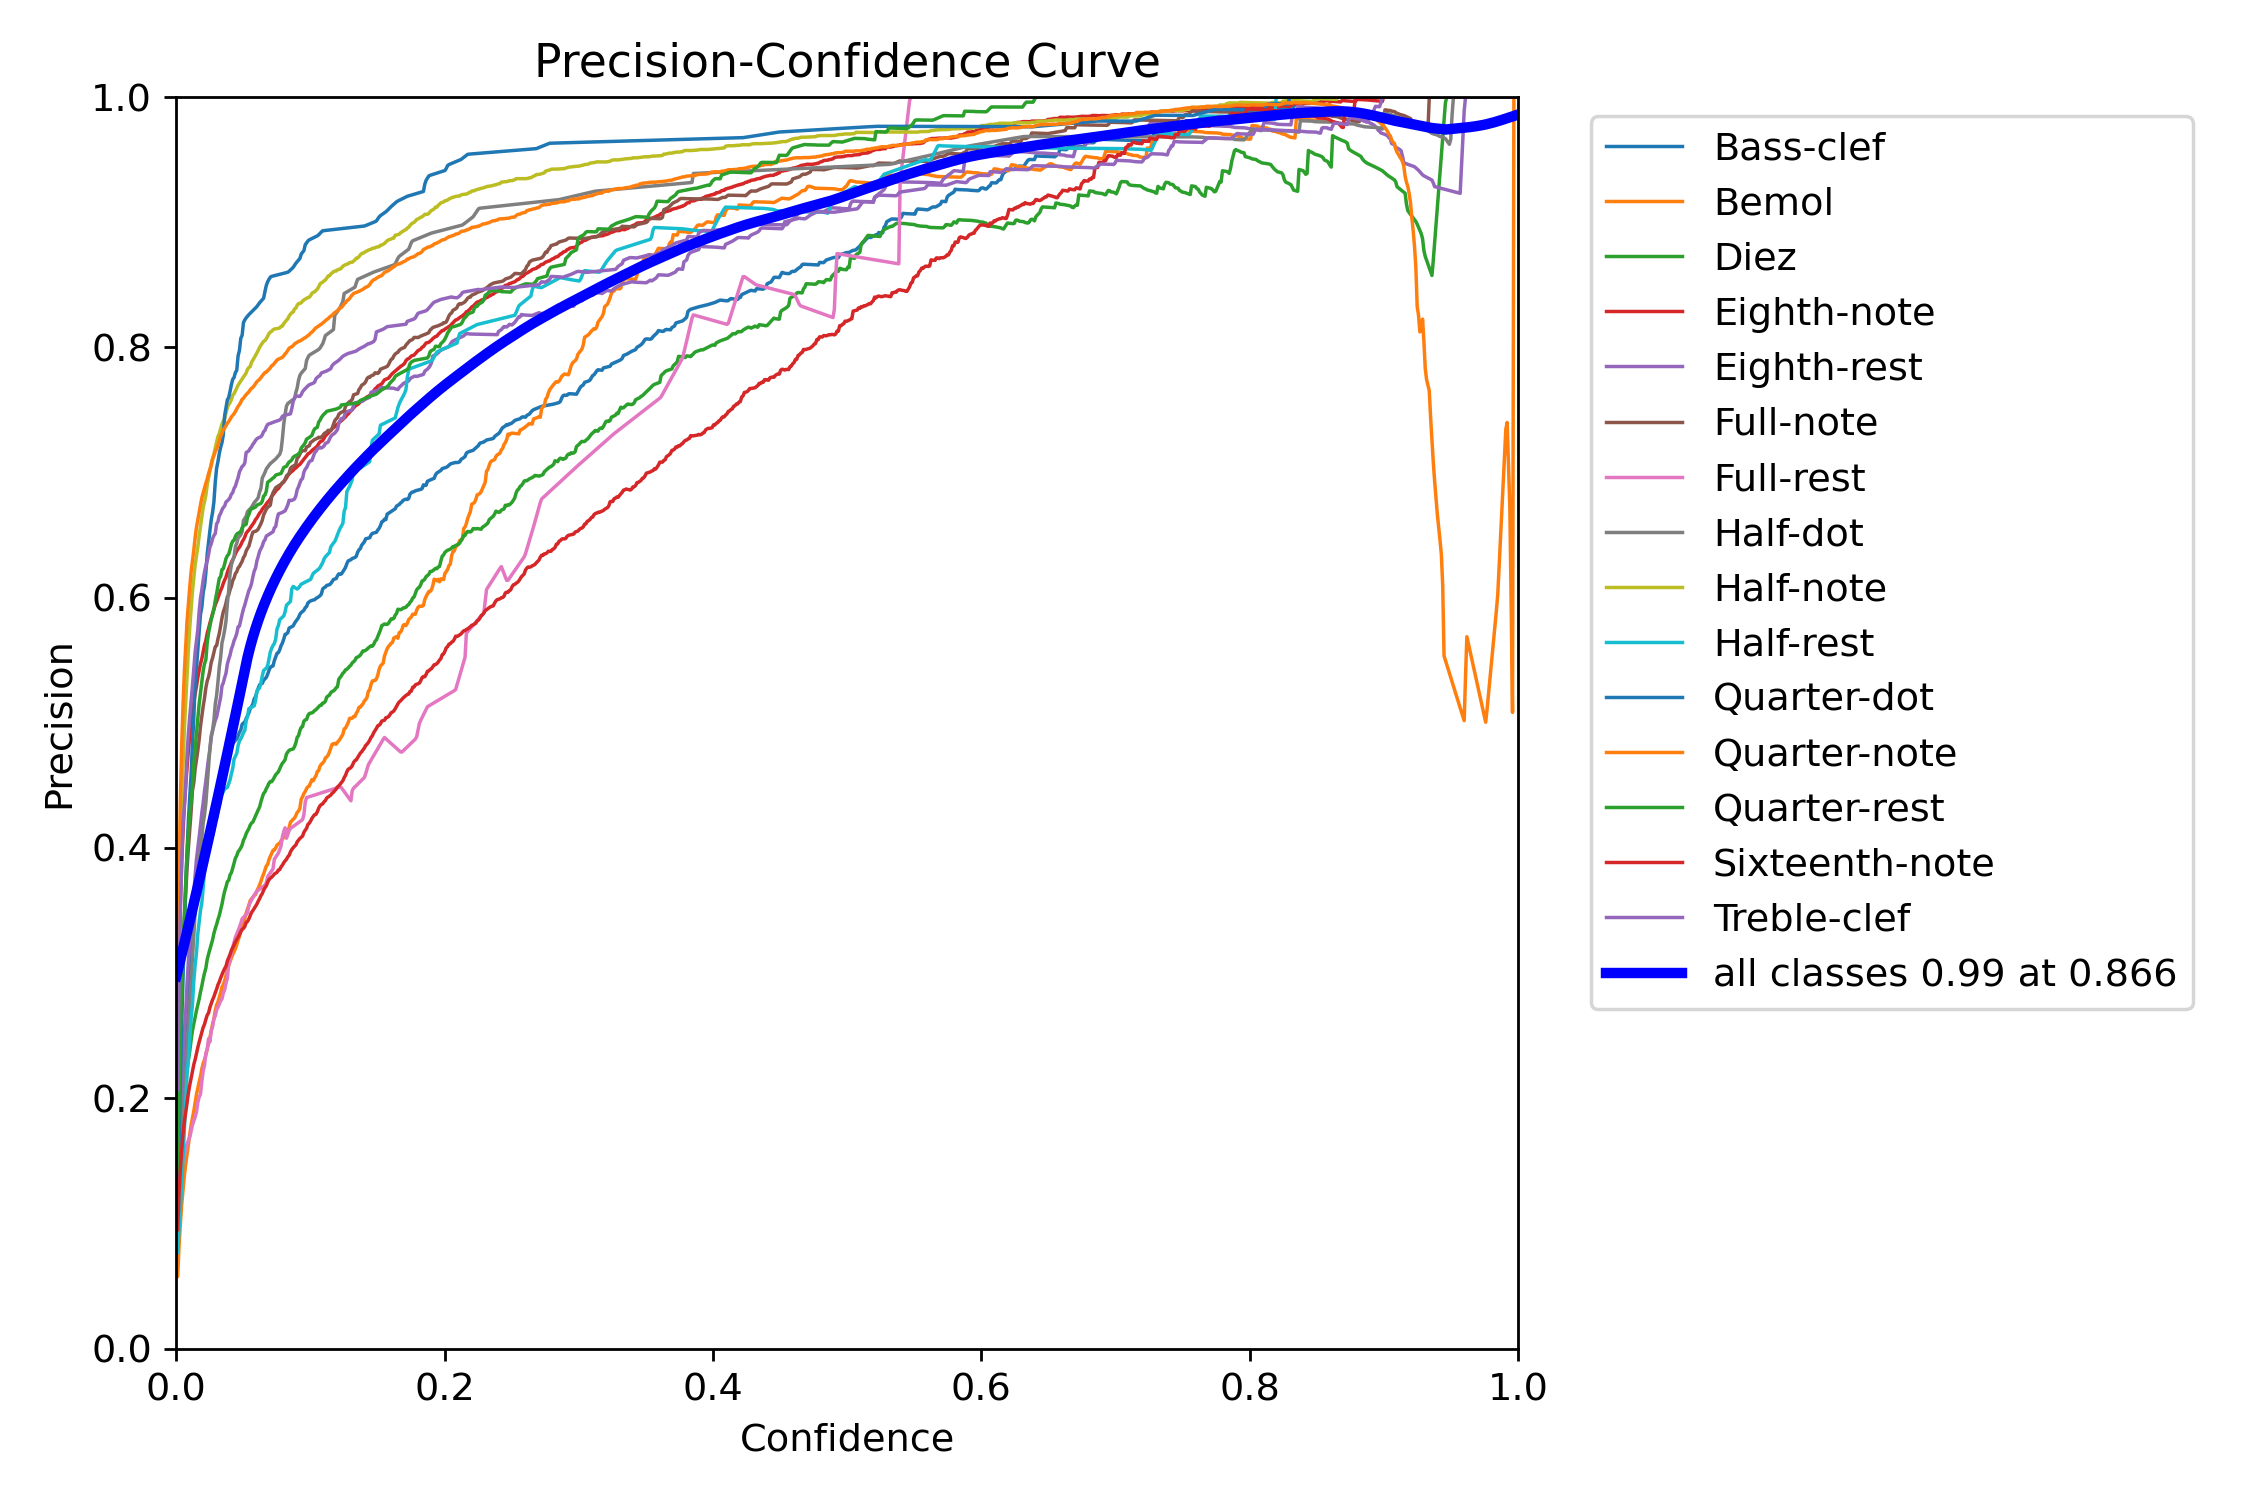 Precision-Confidence Curve
1.0
0.8
0.6
0.4
0.2
0.0
Precision
0.0 0.2 0.4 0.6 0.8 1.0
Confidence
Bass-clef
Bemol
Diez
Eighth-note
Eighth-rest
Full-note
Full-rest
Half-dot
Half-note
Half-rest
Quarter-dot
Quarter-note
Quarter-rest
Sixteenth-note
Treble-clef
all classes 0.99 at 0.866